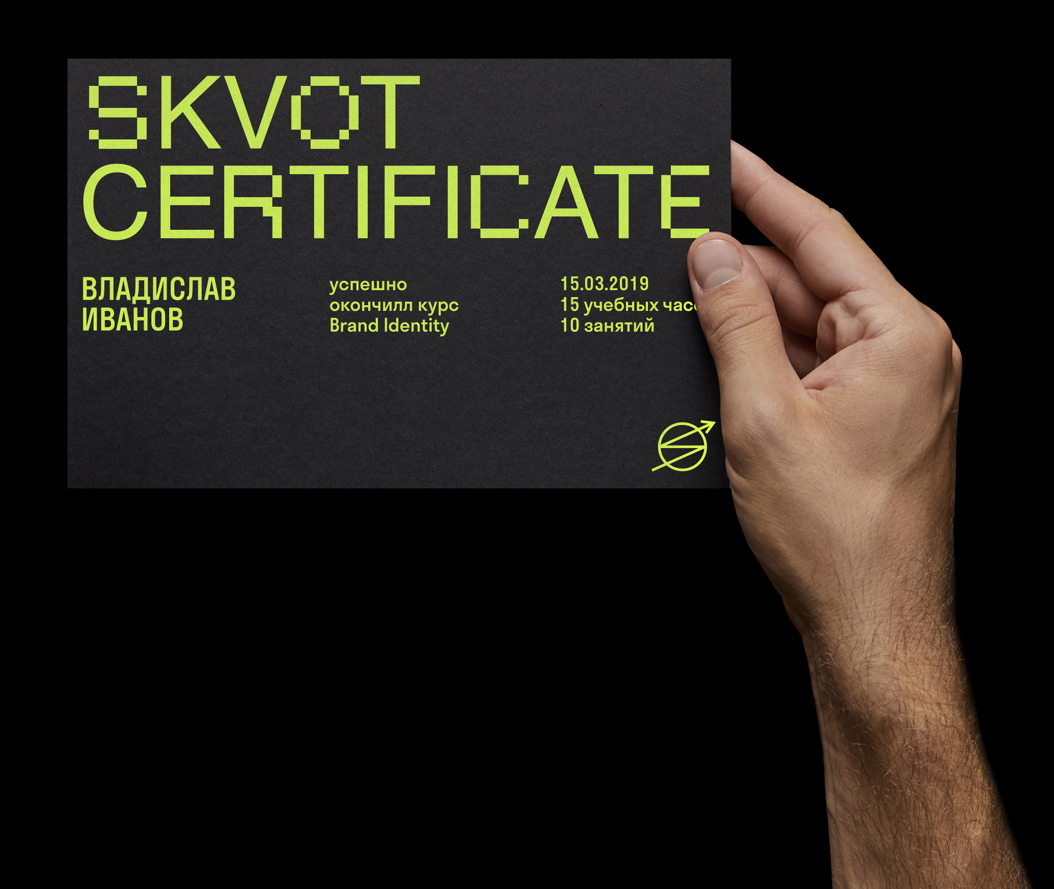 SKVOT
CERTIFICATE
ВЛАДИСЛАВ
ИВАНОВ
успешно
окончилл курс
Brand Identity
15.03.2019
15 учебных
10 занятий